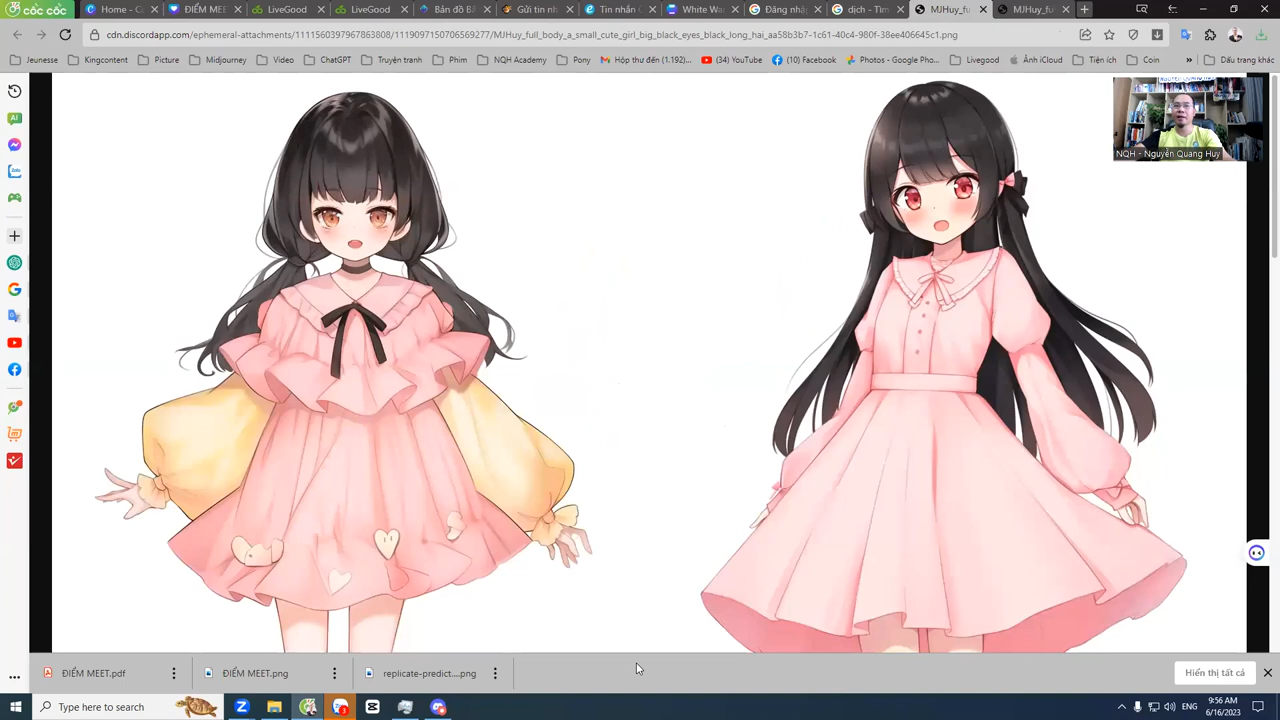 cốc cốc
Home - C
ĐIỂM MEE
LiveGood
LiveGood
Bản đồ Bả
Gửi tin nh
Tin nhắn C
White Wa
Đăng nhậ
dịch - Tìm
MJHuy_fu
MJHuy_ful
cdn.discordapp.com/ephemeral-attachments/1111560397967863808/1119097150706569277/MJHuy_full_body_a_small_cute_girl_big_black_eyes_black_long_hai_aa58b3b7-1c61-40c4-980f-38ee406645c1.png
Jeunesse
Kingcontent
Picture
Midjourney
Video
ChatGPT
Truyện tranh
Phim
NQH Academy
Pony
Hộp thư đến (1.192)...
(34) YouTube
(10) Facebook
Photos - Google Pho...
Livegood
Ảnh iCloud
Tiện ích
Coin
»
Dấu trang khác
NQH - Nguyễn Quang Huy
ĐIỂM MEET.pdf
ĐIỂM MEET.png
replicate-predict....png
Hiển thị tất cả
Type here to search
ENG
9:56 AM
6/16/2023